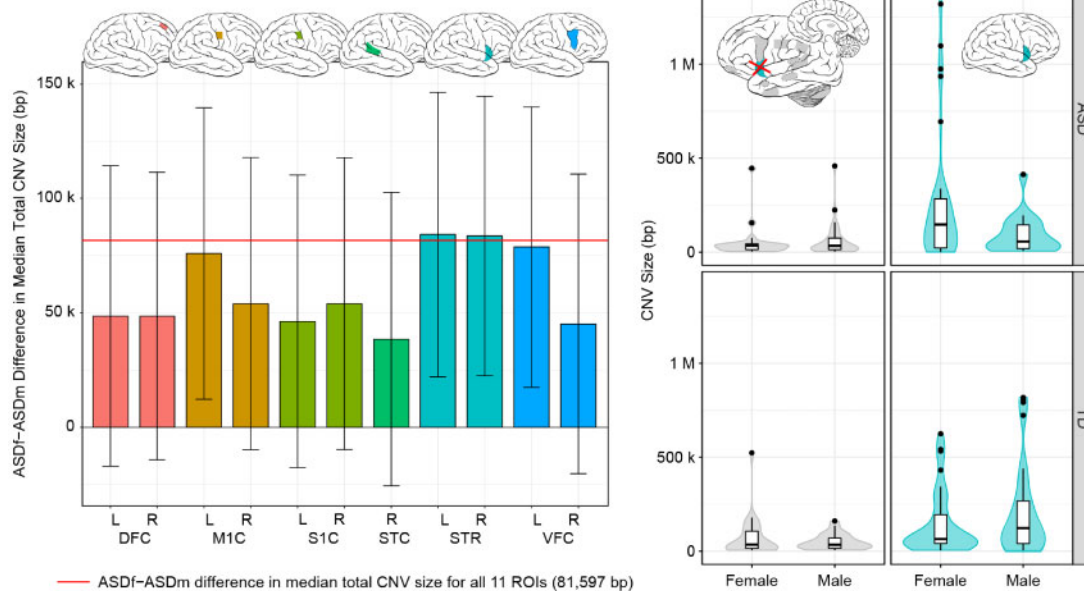 ASDf−ASDm Difference in Median Total CNV Size (bp)
150 k
100 k
50 k
0
L R L R L R L R L R
DFC M1C S1C STC STR VFC
ASDf−ASDm difference in median total CNV size for all 11 ROIs (81,597 bp)
CNV Size (bp)
1 M
500 k
0
ASD
1 M
500 k
0
TD
Female Male Female Male